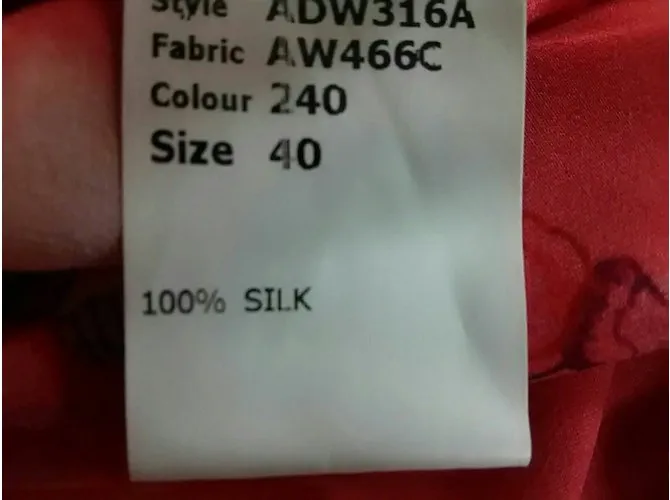 Style ADW316A
Fabric AW466C
Colour 240
Size 40
100% SILK